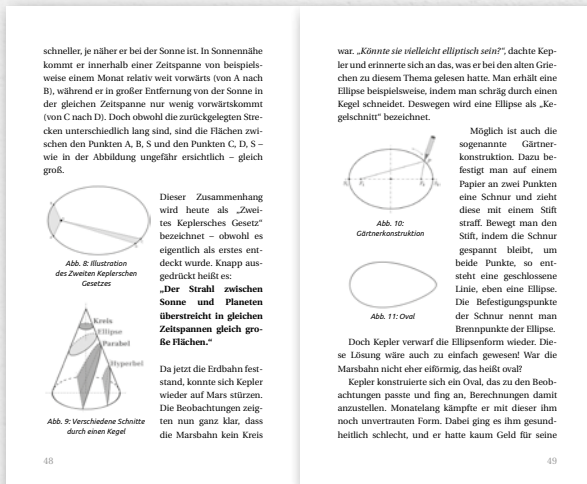 schneller, je näher er bei der Sonne ist. In Sonnennähe
kommt er innerhalb einer Zeitspanne von beispiels-
weise einem Monat relativ weit vorwärts (von A nach
B), während er in großer Entfernung von der Sonne in
der gleichen Zeitspanne nur wenig vorwärtskommt
(von C nach D). Doch obwohl die zurückgelegten Stre-
cken unterschiedlich lang sind, sind die Flächen zwi-
schen den Punkten A, B, S und den Punkten C, D, S –
wie in der Abbildung ungefähr ersichtlich – gleich
groß.
Abb. 8: Illustration
des Zweiten Keplerschen
Gesetzes
Dieser Zusammenhang
wird heute als „Zwei-
tes Keplersches Gesetz“
bezeichnet – obwohl es
eigentlich als erstes ent-
deckt wurde. Knapp aus-
gedrückt heißt es:
„Der Strahl zwischen
Sonne und Planeten
überstreicht in gleichen
Zeitspannen gleich gro-
ße Flächen.“
Kreis
Ellipse
Parabel
Hyperbel
Abb. 9: Verschiedene Schnitte
durch einen Kegel
Da jetzt die Erdbahn fest-
stand, konnte sich Kepler
wieder auf Mars stürzen.
Die Beobachtungen zeig-
ten nun ganz klar, dass
die Marsbahn kein Kreis
48
war. „Könnte sie vielleicht elliptisch sein?“, dachte Kep-
ler und erinnerte sich an das, was er bei den alten Grie-
chen zu diesem Thema gelesen hatte. Man erhält eine
Ellipse beispielsweise, indem man schräg durch einen
Kegel schneidet. Deswegen wird eine Ellipse als „Ke-
gelschnitt“ bezeichnet.
Abb. 10:
Gärtnerkonstruktion
Abb. 11: Oval
Möglich ist auch die
sogenannte Gärtner-
konstruktion. Dazu be-
festigt man auf einem
Papier an zwei Punkten
eine Schnur und zieht
diese mit einem Stift
straff. Bewegt man den
Stift, indem die Schnur
gespannt bleibt, um
beide Punkte, so ent-
steht eine geschlossene
Linie, eben eine Ellipse.
Die Befestigungspunkte
der Schnur nennt man
Brennpunkte der Ellipse.
Doch Kepler verwarf die Ellipsenform wieder. Die-
se Lösung wäre auch zu einfach gewesen! War die
Marsbahn nicht eher eiförmig, das heißt oval?
Kepler konstruierte sich ein Oval, das zu den Beob-
achtungen passte und fing an, Berechnungen damit
anzustellen. Monatelang kämpfte er mit dieser ihm
noch unvertrauten Form. Dabei ging es ihm gesund-
heitlich schlecht, und er hatte kaum Geld für seine
49